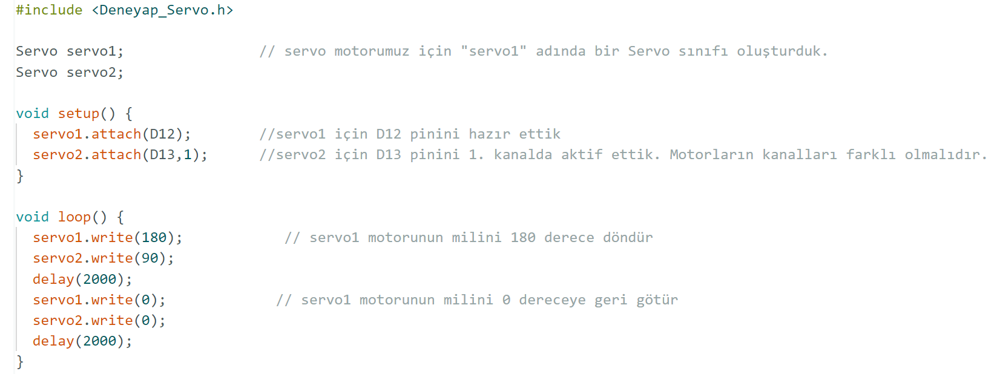 #include <Deneyap_Servo.h>
Servo servo1; // servo motorumuz için "servo1" adında bir Servo sınıfı oluşturduk.
Servo servo2;
void setup() {
servo1.attach(D12); //servo1 için D12 pinini hazır ettik
servo2.attach(D13,1); //servo2 için D13 pinini 1. kanalda aktif ettik. Motorların kanalları farklı olmalıdır.
}
void loop() {
servo1.write(180); // servo1 motorunun milini 180 derece döndür
servo2.write(90);
delay(2000);
servo1.write(0); // servo1 motorunun milini 0 dereceye geri götür
servo2.write(0);
delay(2000);
}